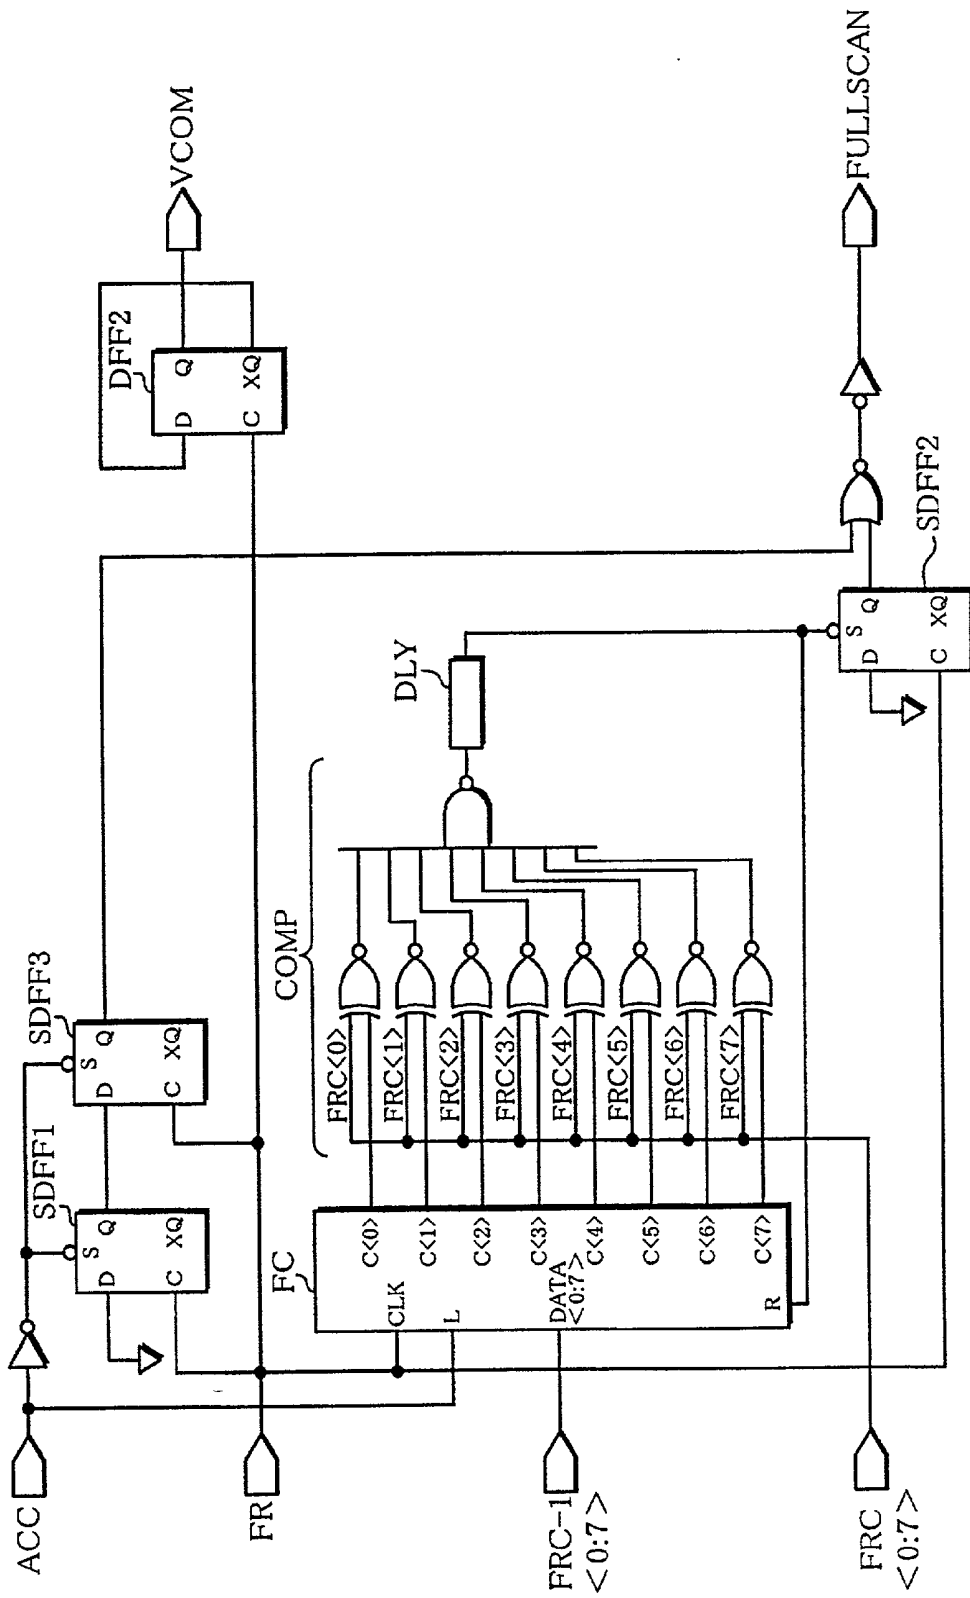 ACC
FR
FRC-1
<0:7>
FRC
<0:7>
SDFF1
S
D
Q
C
XQ
SDFF3
S
D
Q
C
XQ
DFF2
D
Q
C
XQ
VCOM
FC
CLK
L
DATA
<0:7>
R
C<0>
C<1>
C<2>
C<3>
C<4>
C<5>
C<6>
C<7>
COMP
FRC<0>
FRC<1>
FRC<2>
FRC<3>
FRC<4>
FRC<5>
FRC<6>
FRC<7>
DLY
SDFF2
S
D
Q
C
XQ
FULLSCAN